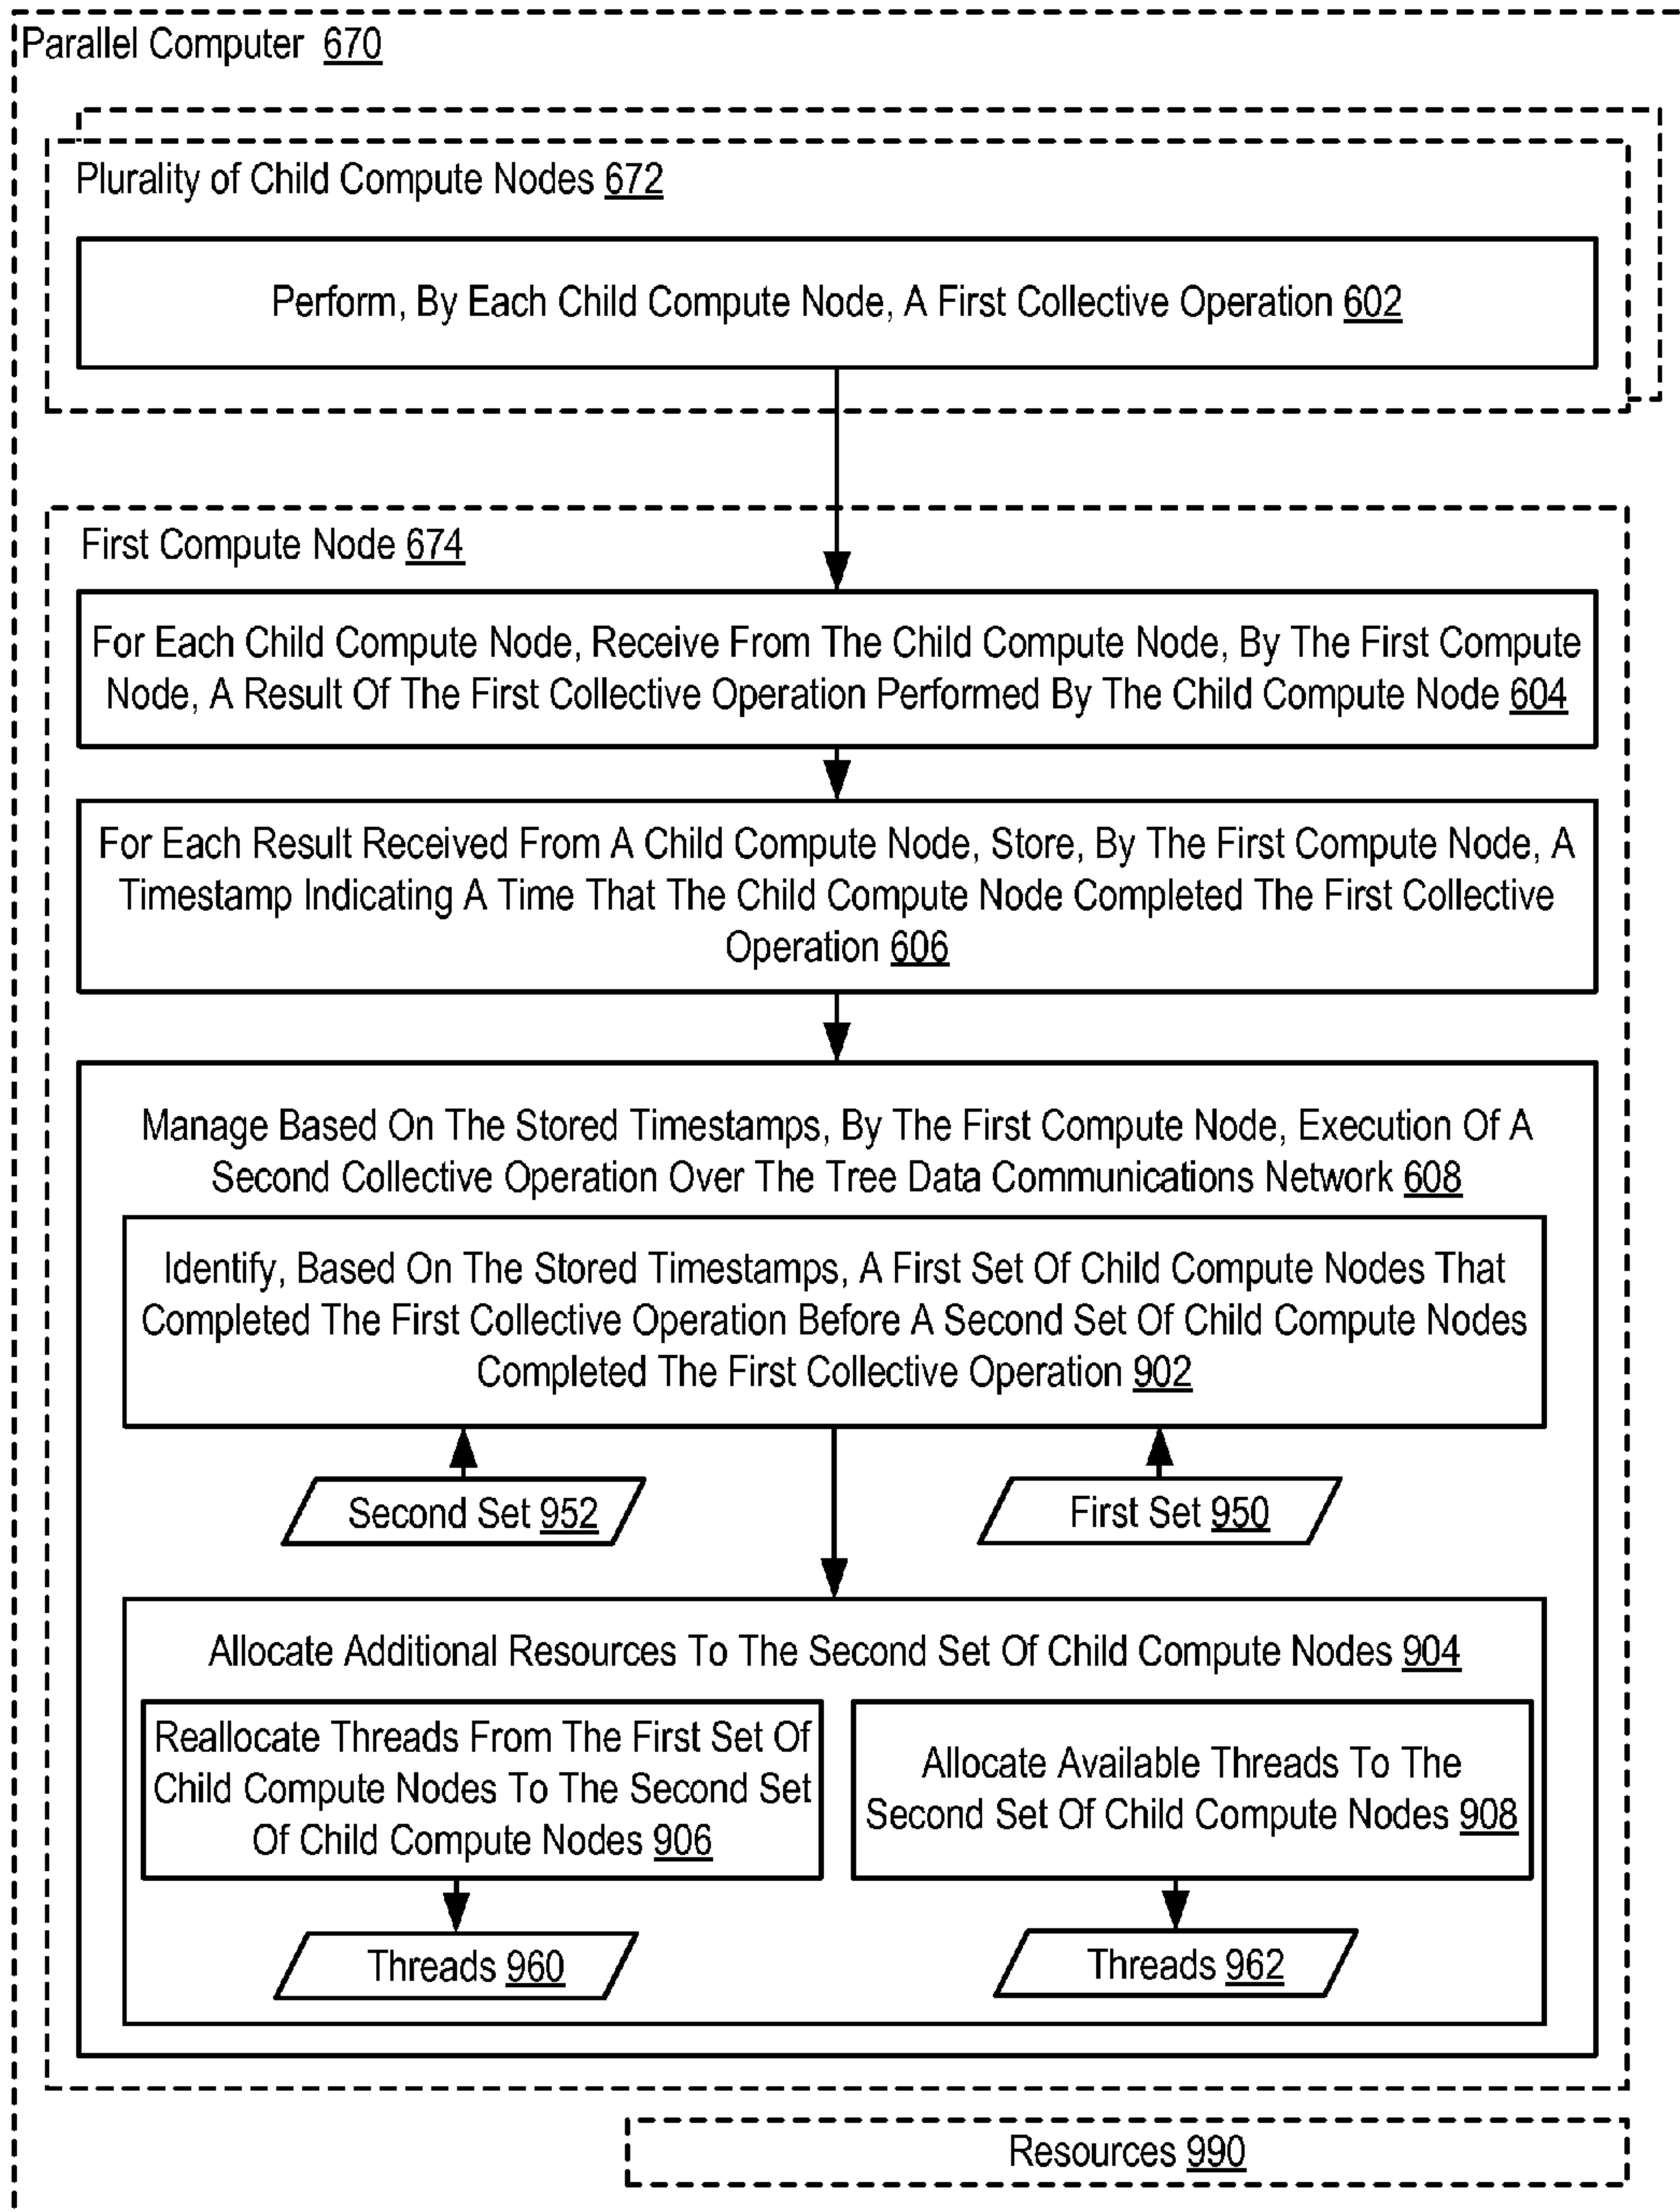 Parallel Computer 670
Plurality of Child Compute Nodes 672
Perform, By Each Child Compute Node, A First Collective Operation 602
First Compute Node 674
For Each Child Compute Node, Receive From The Child Compute Node, By The First Compute
Node, A Result Of The First Collective Operation Performed By The Child Compute Node 604
For Each Result Received From A Child Compute Node, Store, By The First Compute Node, A
Timestamp Indicating A Time That The Child Compute Node Completed The First Collective
Operation 606
Manage Based On The Stored Timestamps, By The First Compute Node, Execution Of A
Second Collective Operation Over The Tree Data Communications Network 608
Identify, Based On The Stored Timestamps, A First Set Of Child Compute Nodes That
Completed The First Collective Operation Before A Second Set Of Child Compute Nodes
Completed The First Collective Operation 902
Second Set 952
First Set 950
Allocate Additional Resources To The Second Set Of Child Compute Nodes 904
Reallocate Threads From The First Set Of
Child Compute Nodes To The Second Set
Of Child Compute Nodes 906
Allocate Available Threads To The
Second Set Of Child Compute Nodes 908
Threads 960
Threads 962
Resources 990